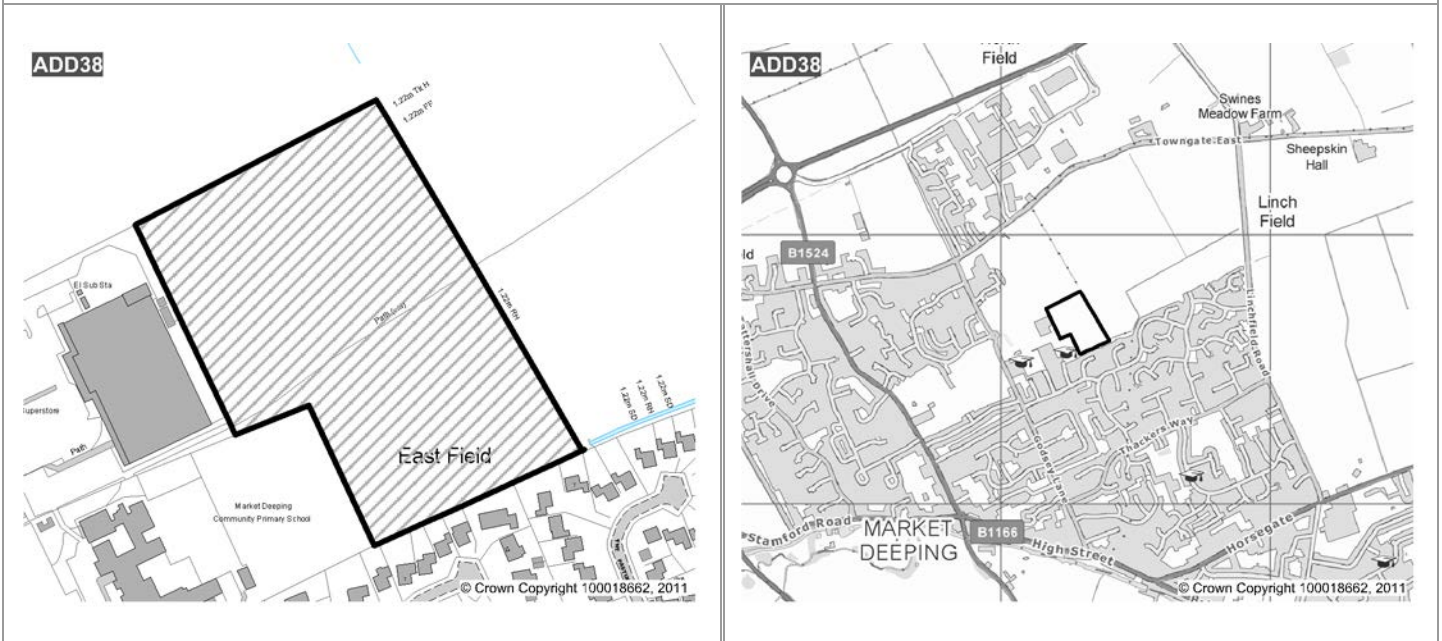 ADD38
1.22m Tk H
1.22m FF
El Sub Sta
Path (um)
1.22m RH
uperstore
Path
East Field
1.22m SD
1.22m RH
1.22m SD
Market Deeping
Community Primary School
© Crown Copyright 100018662, 2011
ADD38
Field
Swines
Meadow Farm
Towngate East
Sheepskin
Hall
Linch
Field
B1524
ld
Linchfield Road
Godsey Lane
Thackers Way
Stamford Road
MARKET
DEEPING
B1166
High Street
Horsegate
© Crown Copyright 100018662, 2011